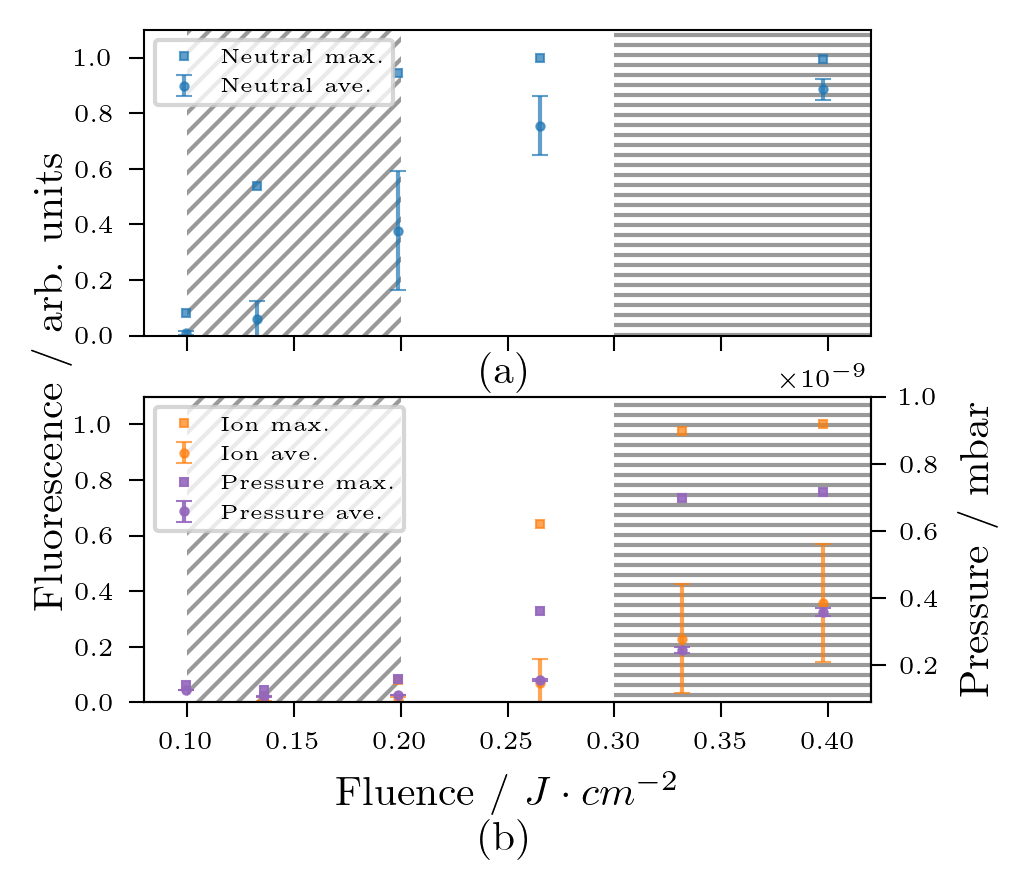 Neutral max.
Neutral ave.
1.0
0.8
0.6
0.4
0.2
0.0
(a)
Fluorescence / arb. units
×10⁻⁹
Ion max.
Ion ave.
Pressure max.
Pressure ave.
1.0
0.8
0.6
0.4
0.2
0.0
1.0
0.8
0.6
0.4
0.2
Pressure / mbar
0.10 0.15 0.20 0.25 0.30 0.35 0.40
Fluence / J · cm⁻²
(b)